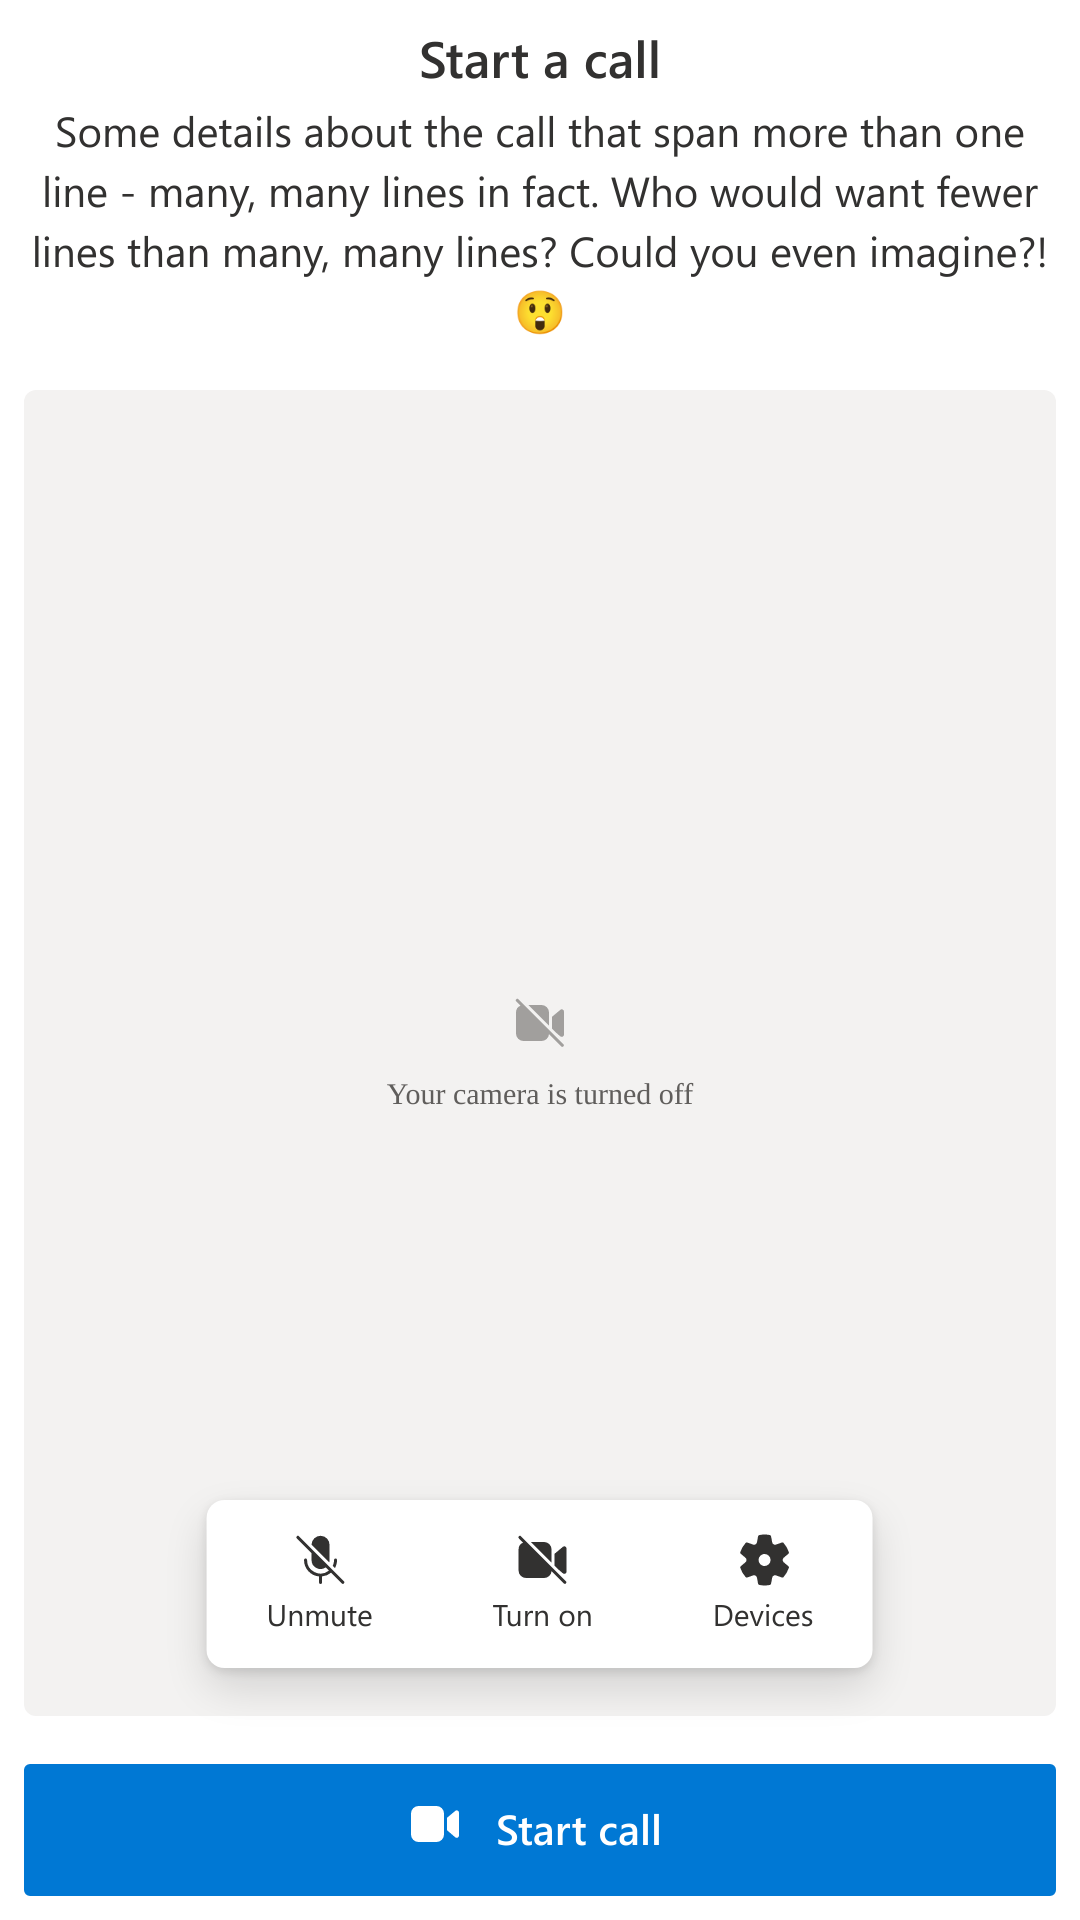 Start a call
Some details about the call that span more than one
line - many, many lines in fact. Who would want fewer
lines than many, many lines? Could you even imagine?!
😲
Your camera is turned off
Unmute
Turn on
Devices
Start call